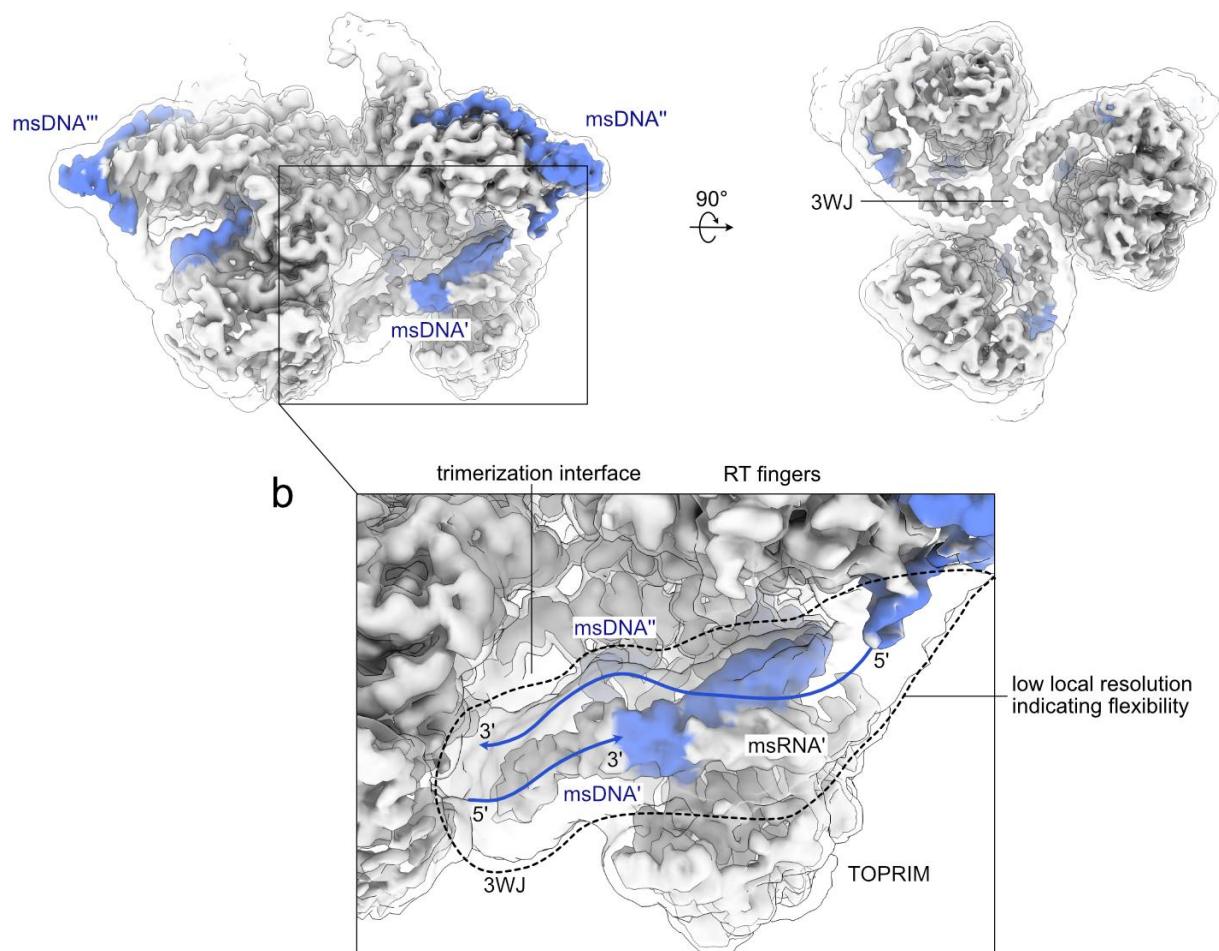 msDNA'''
msDNA''
90°
3WJ
msDNA'
b
trimerization interface
RT fingers
msDNA''
5'
low local resolution
indicating flexibility
3'
3'
msRNA'
5'
msDNA'
TOPRIM
3WJ